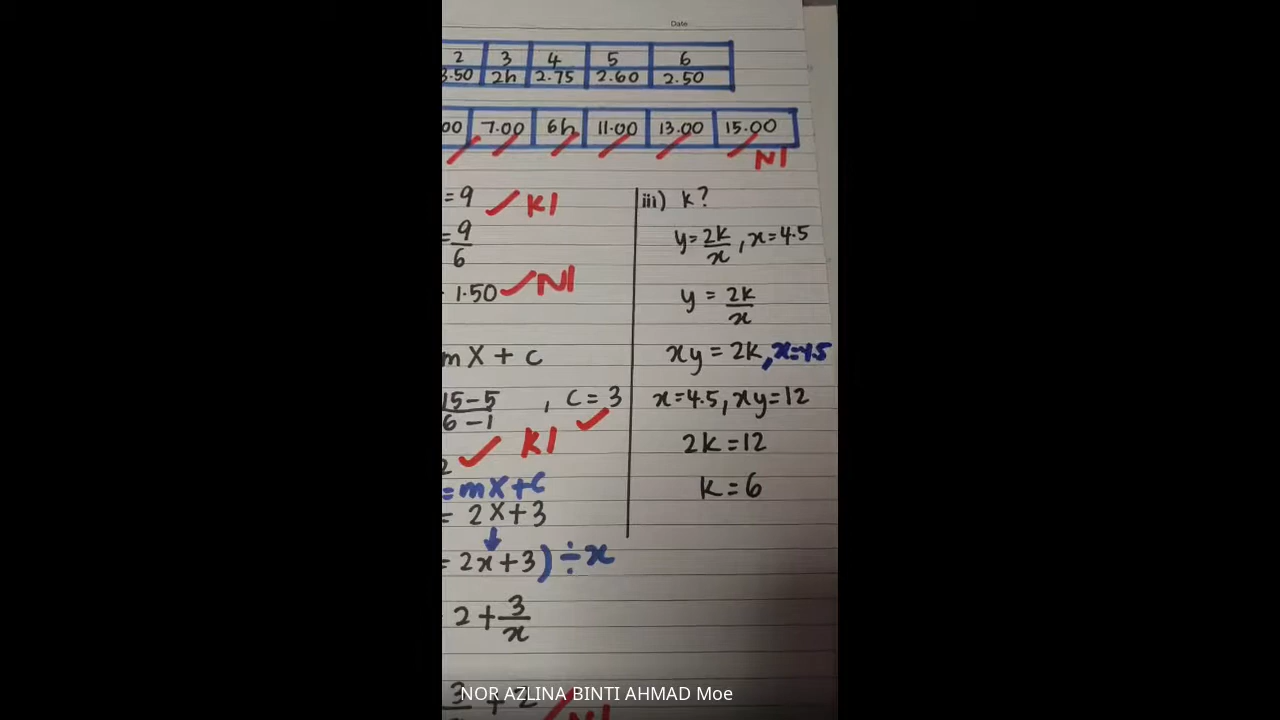 Date:
2 3 4 5 6
3.50 2h 2.75 2.60 2.50
00 7.00 6h 11.00 13.00 15.00
N1
= 9 K1
= 9/6
1.50 N1
mX + c
15 - 5 / 6 - 1 , c = 3
2 K1
= mX + C
= 2X + 3
= 2x + 3) ÷ x
2 + 3/x
3 + 2
N1
iii) k?
y = 2k/x , x = 4.5
y = 2k/x
xy = 2k, x = 4.5
x = 4.5, xy = 12
2k = 12
k = 6
NOR AZLINA BINTI AHMAD Moe